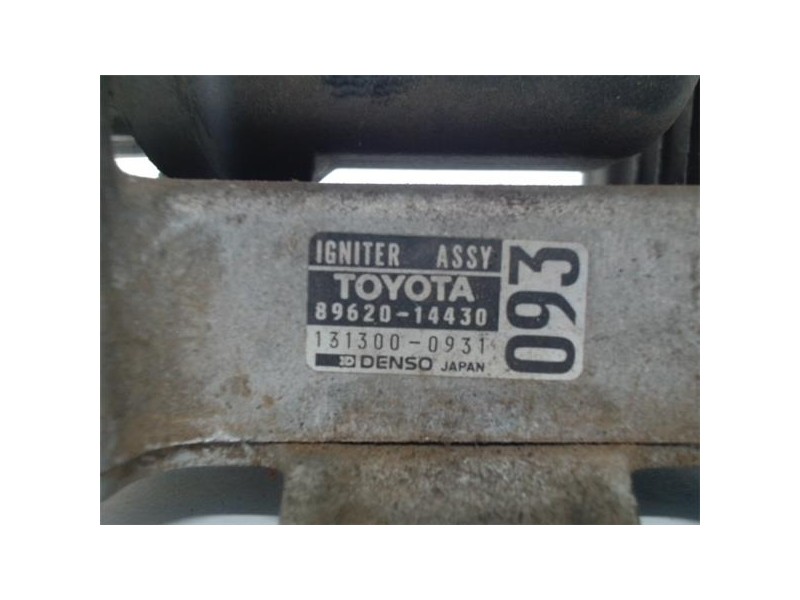 IGNITER ASSY
TOYOTA
89620-14430
131300-0931
DENSO JAPAN
093